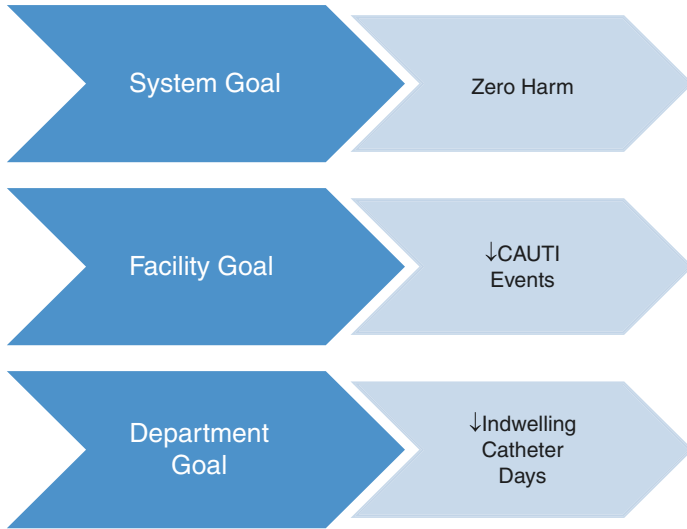 System Goal
Zero Harm
Facility Goal
↓CAUTI
Events
Department
Goal
↓Indwelling
Catheter
Days